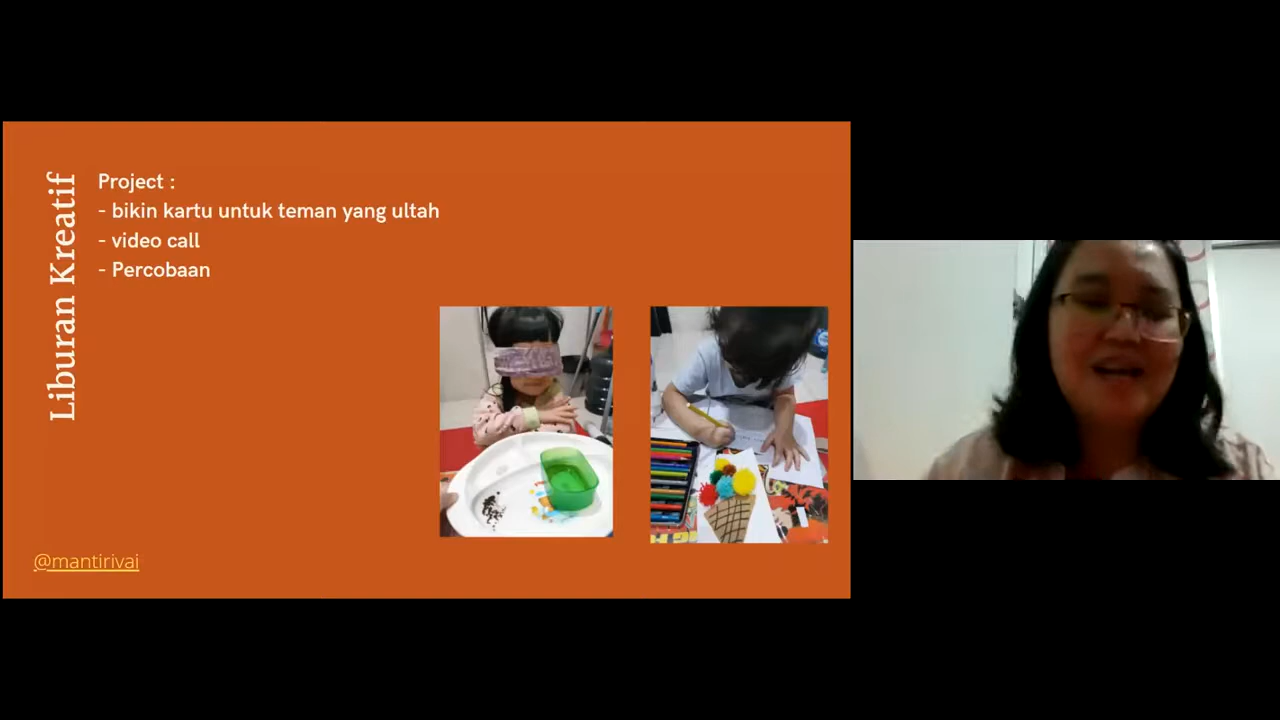 Liburan Kreatif
Project :
- bikin kartu untuk teman yang ultah
- video call
- Percobaan
@mantirivai